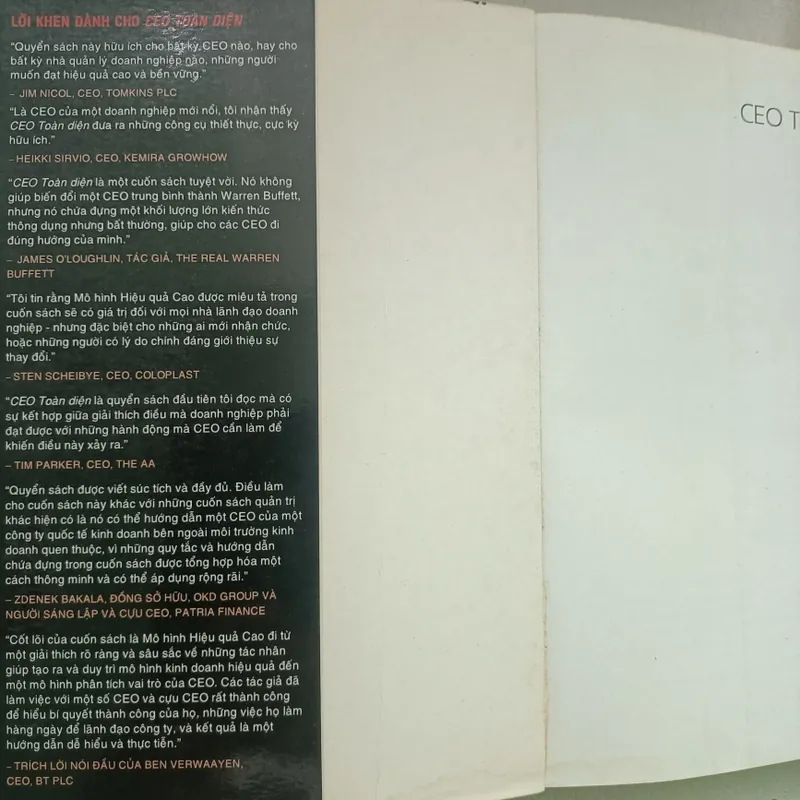 LỜI KHEN DÀNH CHO CEO TOÀN DIỆN
“Quyển sách này hữu ích cho bất kỳ CEO nào, hay cho
bất kỳ nhà quản lý doanh nghiệp nào, những người
muốn đạt hiệu quả cao và bền vững.”
– JIM NICOL, CEO, TOMKINS PLC
“Là CEO của một doanh nghiệp mới nổi, tôi nhận thấy
CEO Toàn diện đưa ra những công cụ thiết thực, cực kỳ
hữu ích.”
– HEIKKI SIRVIO, CEO, KEMIRA GROWHOW
“CEO Toàn diện là một cuốn sách tuyệt vời. Nó không
giúp biến đổi một CEO trung bình thành Warren Buffett,
nhưng nó chứa đựng một khối lượng lớn kiến thức
thông dụng nhưng bất thường, giúp cho các CEO đi
đúng hướng của mình.”
– JAMES O'LOUGHLIN, TÁC GIẢ, THE REAL WARREN
BUFFETT
“Tôi tin rằng Mô hình Hiệu quả Cao được miêu tả trong
cuốn sách sẽ có giá trị đối với mọi nhà lãnh đạo doanh
nghiệp - nhưng đặc biệt cho những ai mới nhận chức,
hoặc những người có lý do chính đáng giới thiệu sự
thay đổi.”
– STEN SCHEIBYE, CEO, COLOPLAST
“CEO Toàn diện là quyển sách đầu tiên tôi đọc mà có
sự kết hợp giữa giải thích điều mà doanh nghiệp phải
đạt được với những hành động mà CEO cần làm để
khiến điều này xảy ra.”
– TIM PARKER, CEO, THE AA
“Quyển sách được viết súc tích và đầy đủ. Điều làm
cho cuốn sách này khác với những cuốn sách quản trị
khác hiện có là nó có thể hướng dẫn một CEO của một
công ty quốc tế kinh doanh bên ngoài môi trường kinh
doanh quen thuộc, vì những quy tắc và hướng dẫn
chứa đựng trong cuốn sách được tổng hợp hóa một
cách thông minh và có thể áp dụng rộng rãi.”
– ZDENEK BAKALA, ĐỒNG SỞ HỮU, OKD GROUP VÀ
NGƯỜI SÁNG LẬP VÀ CỰU CEO, PATRIA FINANCE
“Cốt lõi của cuốn sách là Mô hình Hiệu quả Cao đi từ
một giải thích rõ ràng và sâu sắc về những tác nhân
giúp tạo ra và duy trì mô hình kinh doanh hiệu quả đến
một mô hình phân tích vai trò của CEO. Các tác giả đã
làm việc với một số CEO và cựu CEO rất thành công
để hiểu bí quyết thành công của họ, những việc họ làm
hàng ngày để lãnh đạo công ty, và kết quả là một
hướng dẫn dễ hiểu và thực tiễn.”
– TRÍCH LỜI NÓI ĐẦU CỦA BEN VERWAAYEN,
CEO, BT PLC
CEO T